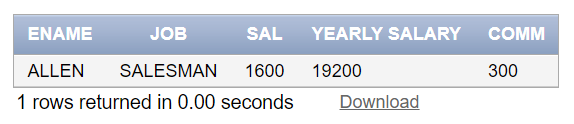 ENAME JOB SAL YEARLY SALARY COMM
ALLEN SALESMAN 1600 19200 300
1 rows returned in 0.00 seconds Download